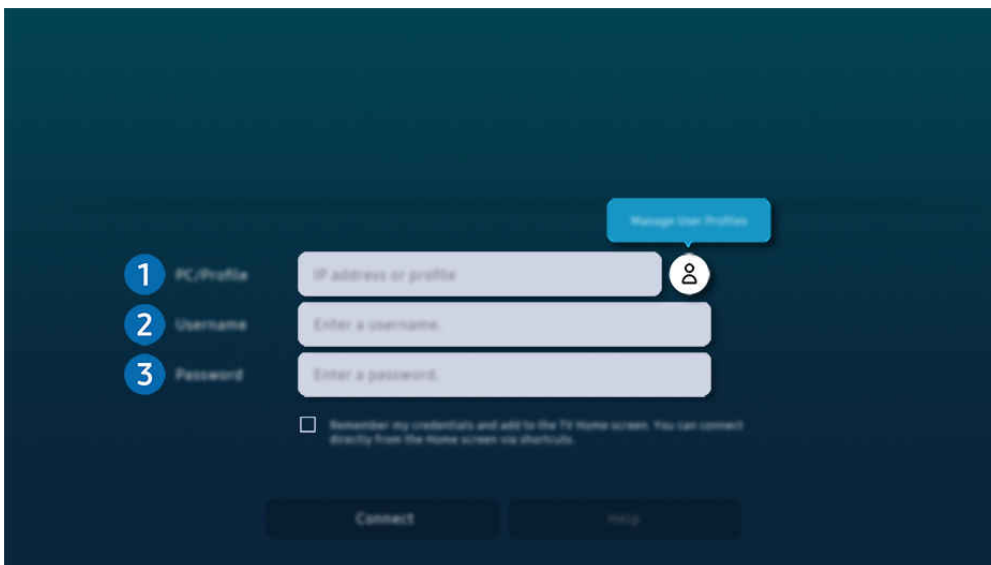 Manage User Profiles
1 PC/Profile IP address or profile
2 Username Enter a username.
3 Password Enter a password.
Remember my credentials and add to the TV Home screen. You can connect
directly from the Home screen via shortcuts.
Connect Help